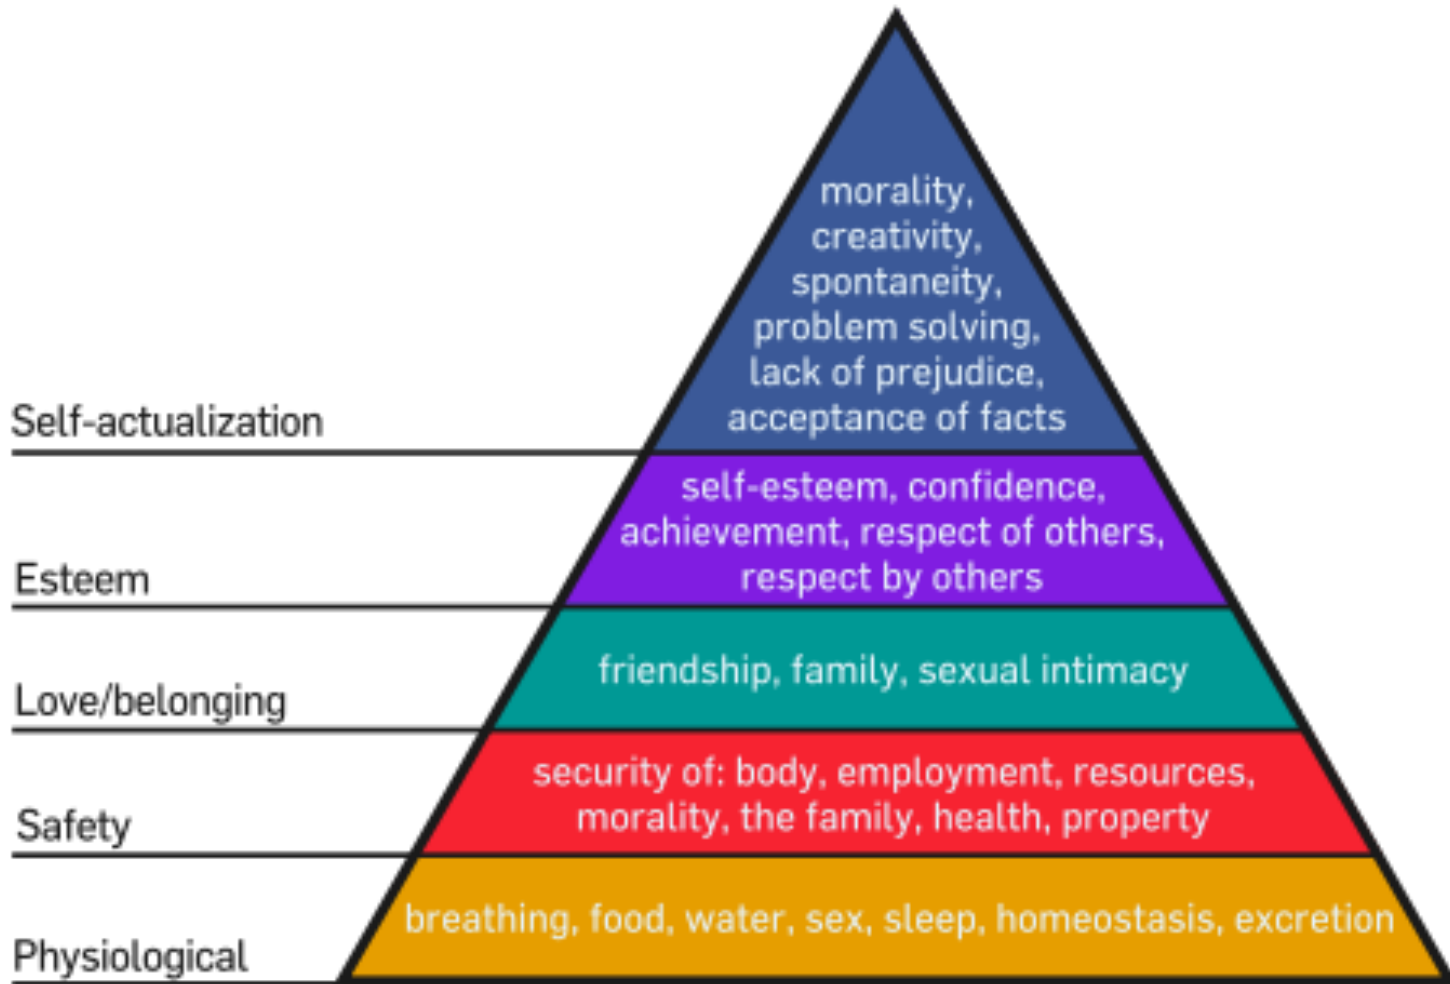 morality,
creativity,
spontaneity,
problem solving,
lack of prejudice,
acceptance of facts
Self-actualization
self-esteem, confidence,
achievement, respect of others,
respect by others
Esteem
friendship, family, sexual intimacy
Love/belonging
security of: body, employment, resources,
morality, the family, health, property
Safety
breathing, food, water, sex, sleep, homeostasis, excretion
Physiological